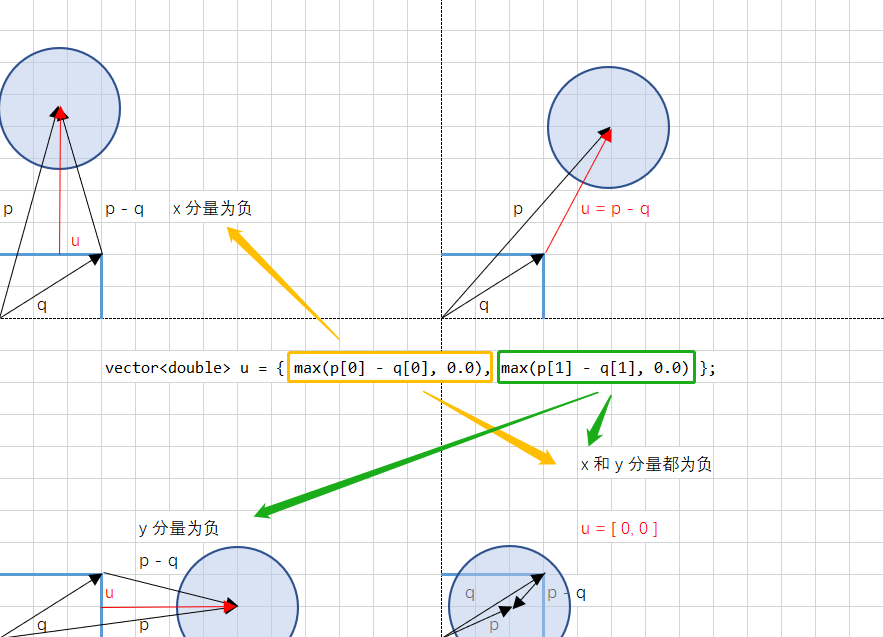 p
p - q
x 分量为负
u
q
p
u = p - q
q
vector<double> u = { max(p[0] - q[0], 0.0), max(p[1] - q[1], 0.0) };
x 和 y 分量都为负
y 分量为负
u = [ 0, 0 ]
p - q
u
q
p
q
p - q
p